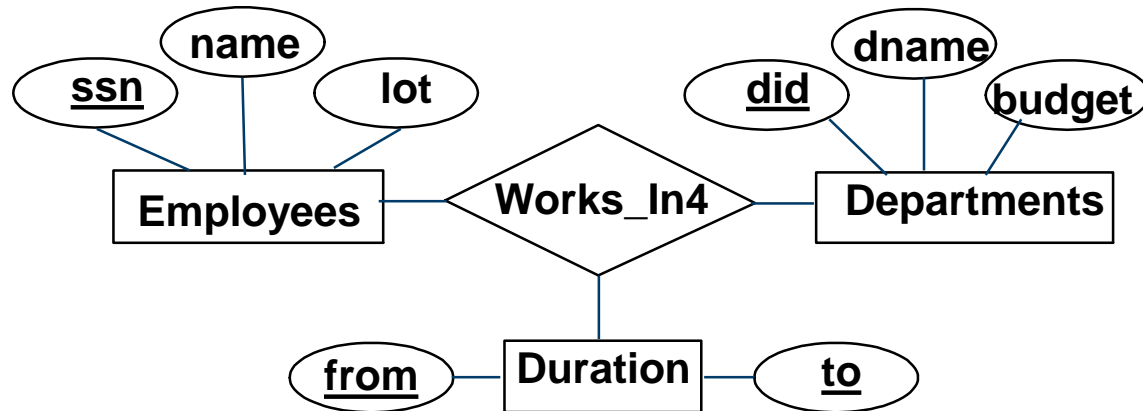 name
dname
ssn
lot
did
budget
Employees
Works_In4
Departments
from
Duration
to